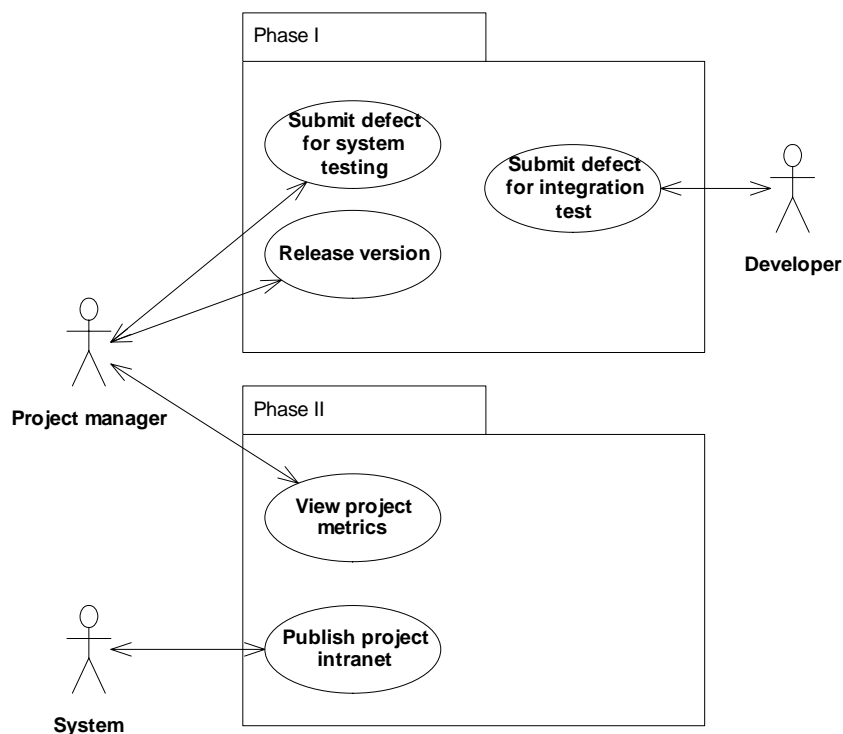 Phase I
Submit defect
for system
testing
Submit defect
for integration
test
Release version
Developer
Project manager
Phase II
View project
metrics
Publish project
intranet
System